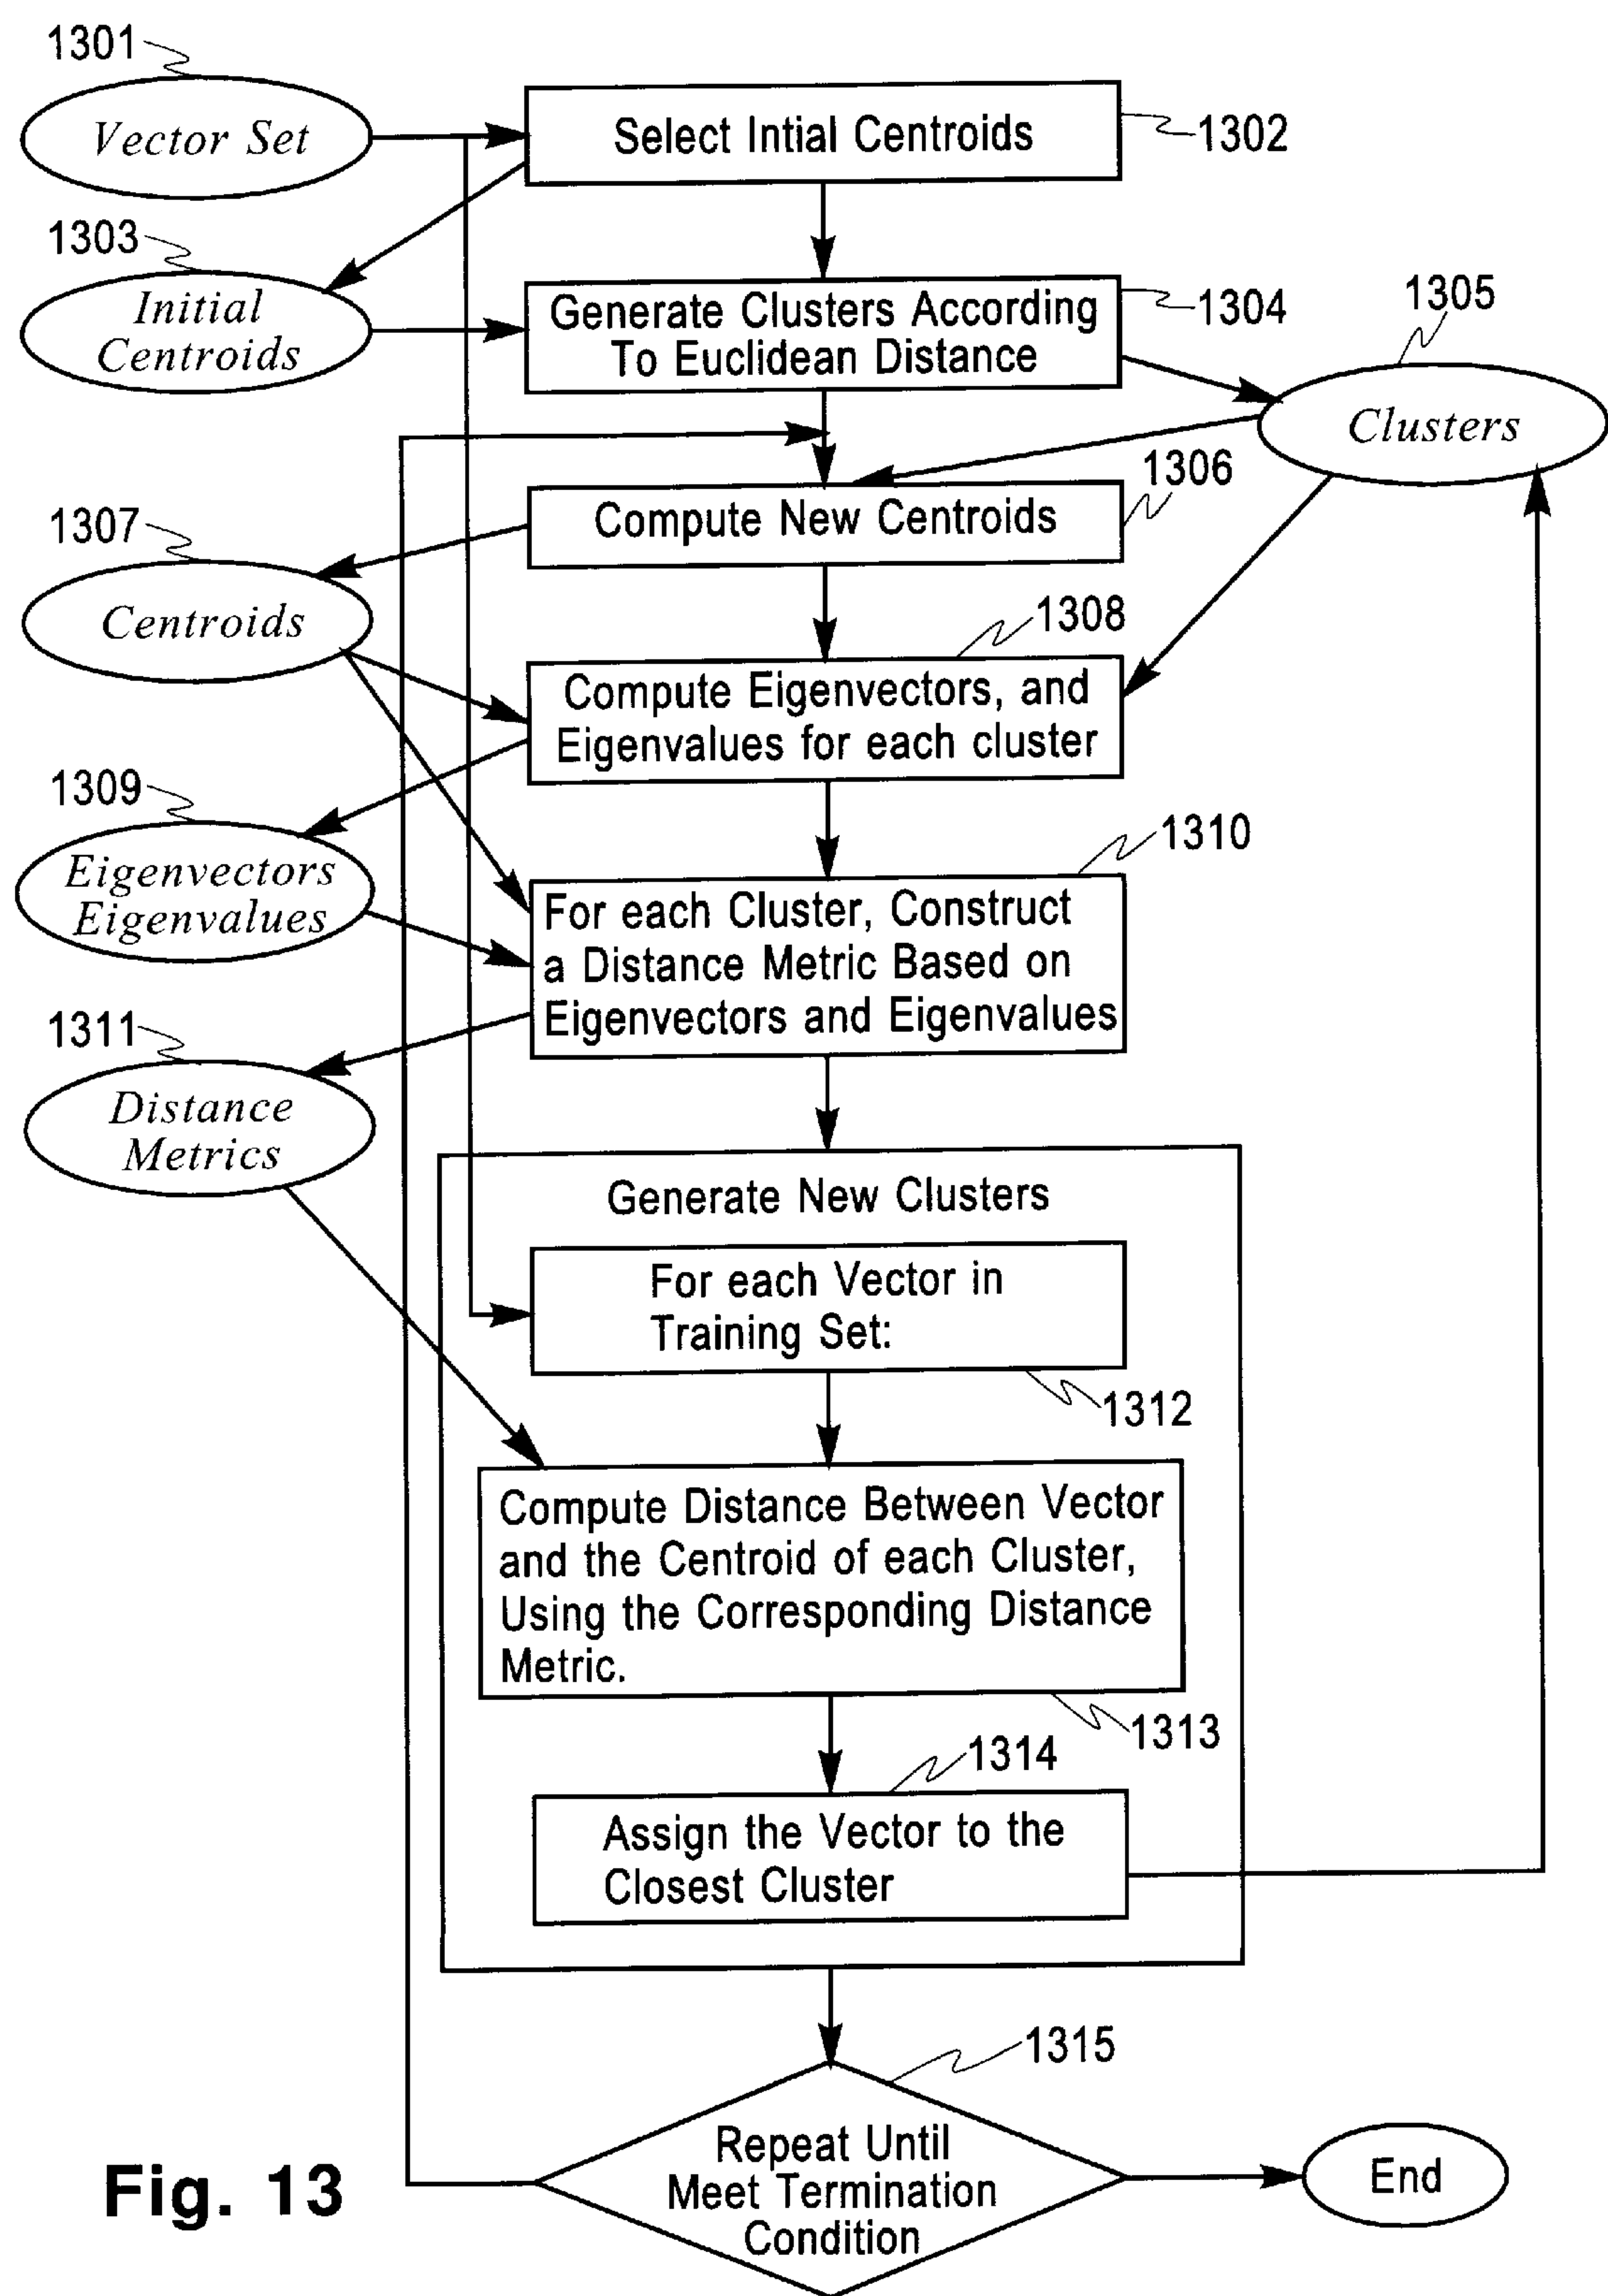 1301
Vector Set
Select Intial Centroids
1302
1303
Initial
Centroids
Generate Clusters According
To Euclidean Distance
1304
1305
Clusters
1306
Compute New Centroids
1307
Centroids
1308
Compute Eigenvectors, and
Eigenvalues for each cluster
1309
Eigenvectors
Eigenvalues
1310
For each Cluster, Construct
a Distance Metric Based on
Eigenvectors and Eigenvalues
1311
Distance
Metrics
Generate New Clusters
For each Vector in
Training Set:
1312
Compute Distance Between Vector
and the Centroid of each Cluster,
Using the Corresponding Distance
Metric.
1313
1314
Assign the Vector to the
Closest Cluster
1315
Repeat Until
Meet Termination
Condition
End
Fig. 13